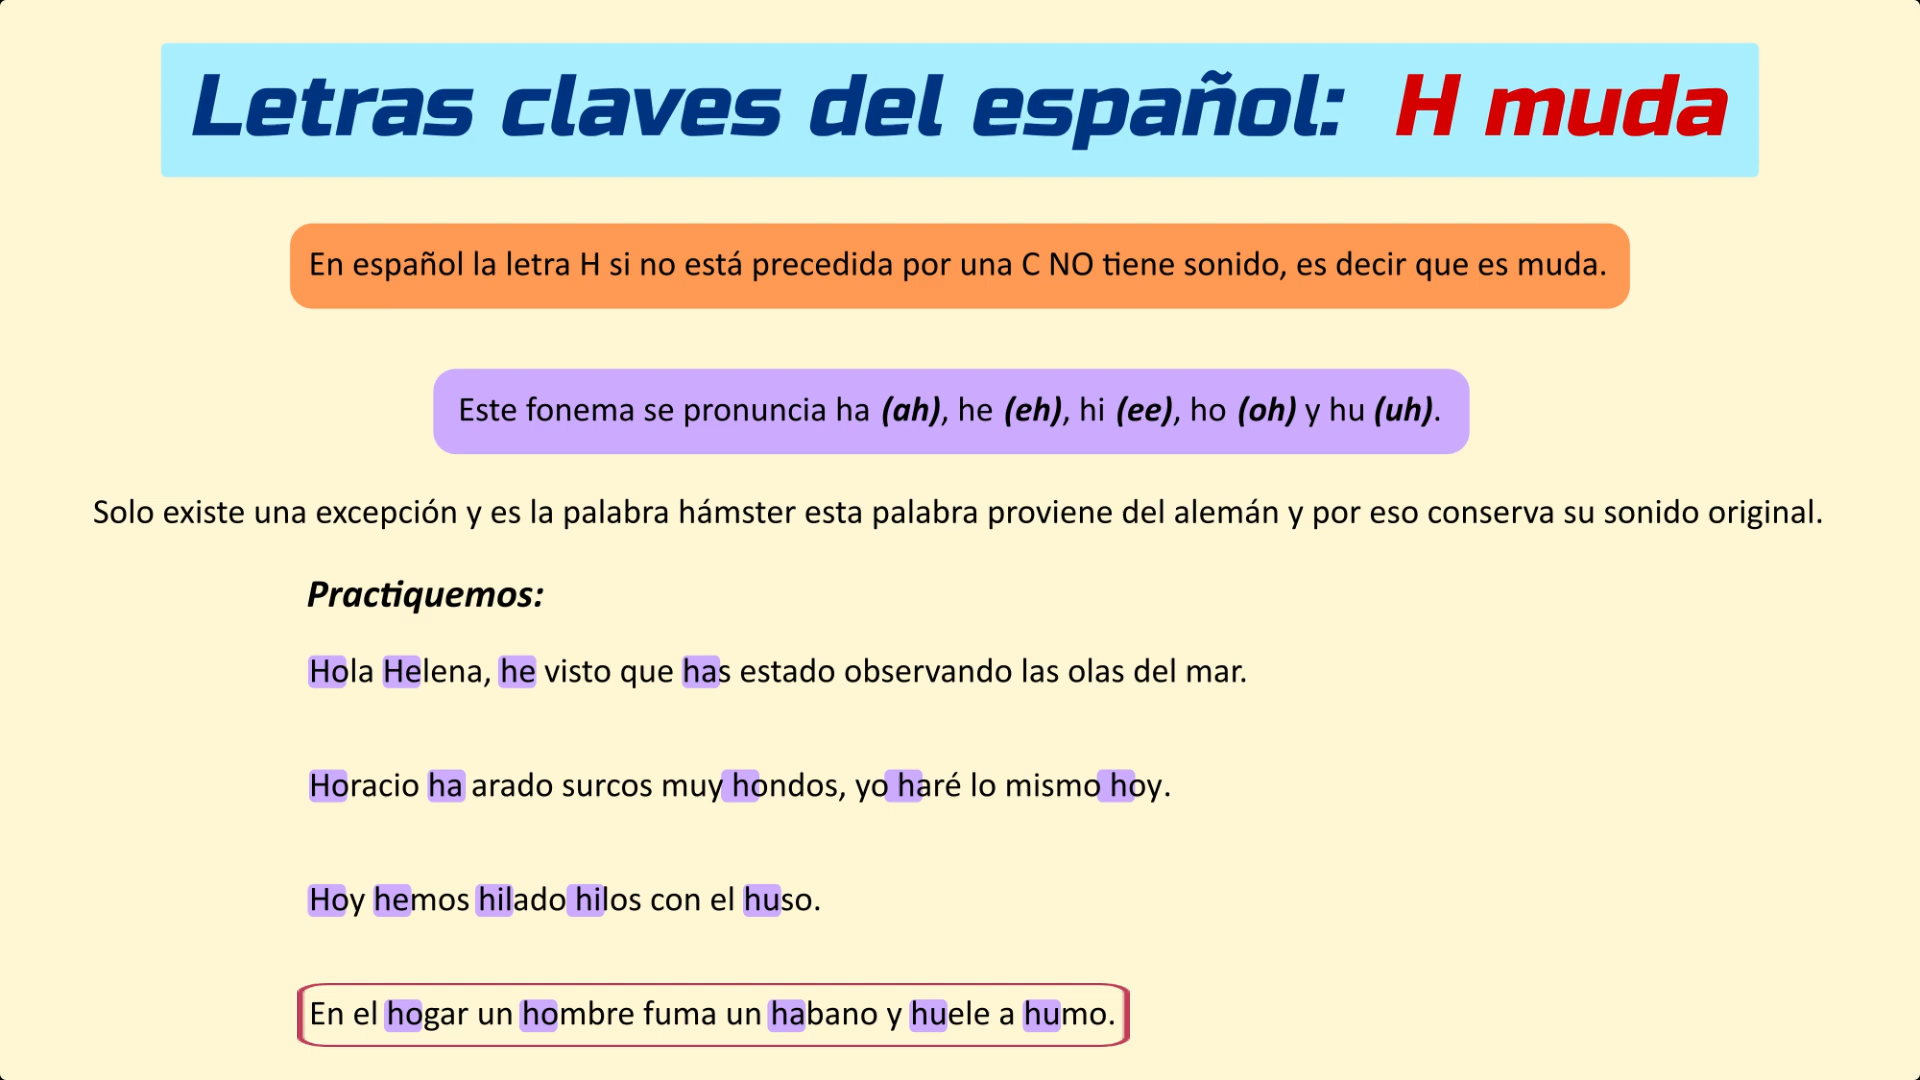 Letras claves del español: H muda
En español la letra H si no está precedida por una C NO tiene sonido, es decir que es muda.
Este fonema se pronuncia ha (ah), he (eh), hi (ee), ho (oh) y hu (uh).
Solo existe una excepción y es la palabra hámster esta palabra proviene del alemán y por eso conserva su sonido original.
Practiquemos:
Hola Helena, he visto que has estado observando las olas del mar.
Horacio ha arado surcos muy hondos, yo haré lo mismo hoy.
Hoy hemos hilado hilos con el huso.
En el hogar un hombre fuma un habano y huele a humo.